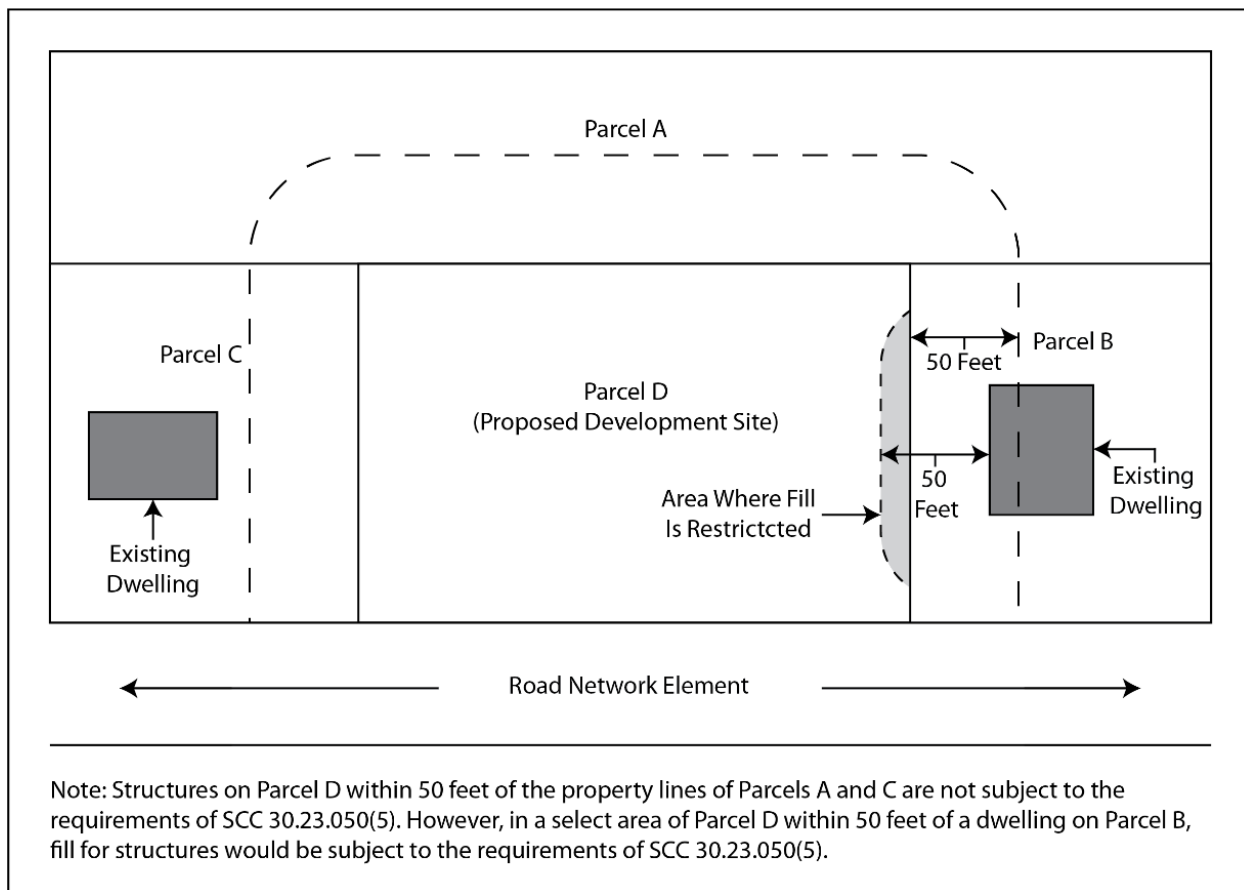 Parcel A
Parcel C
50 Feet
Parcel B
Parcel D
(Proposed Development Site)
50
Feet
Area Where Fill
Is Restrictcted
Existing
Dwelling
Existing
Dwelling
Road Network Element
Note: Structures on Parcel D within 50 feet of the property lines of Parcels A and C are not subject to the
requirements of SCC 30.23.050(5). However, in a select area of Parcel D within 50 feet of a dwelling on Parcel B,
fill for structures would be subject to the requirements of SCC 30.23.050(5).